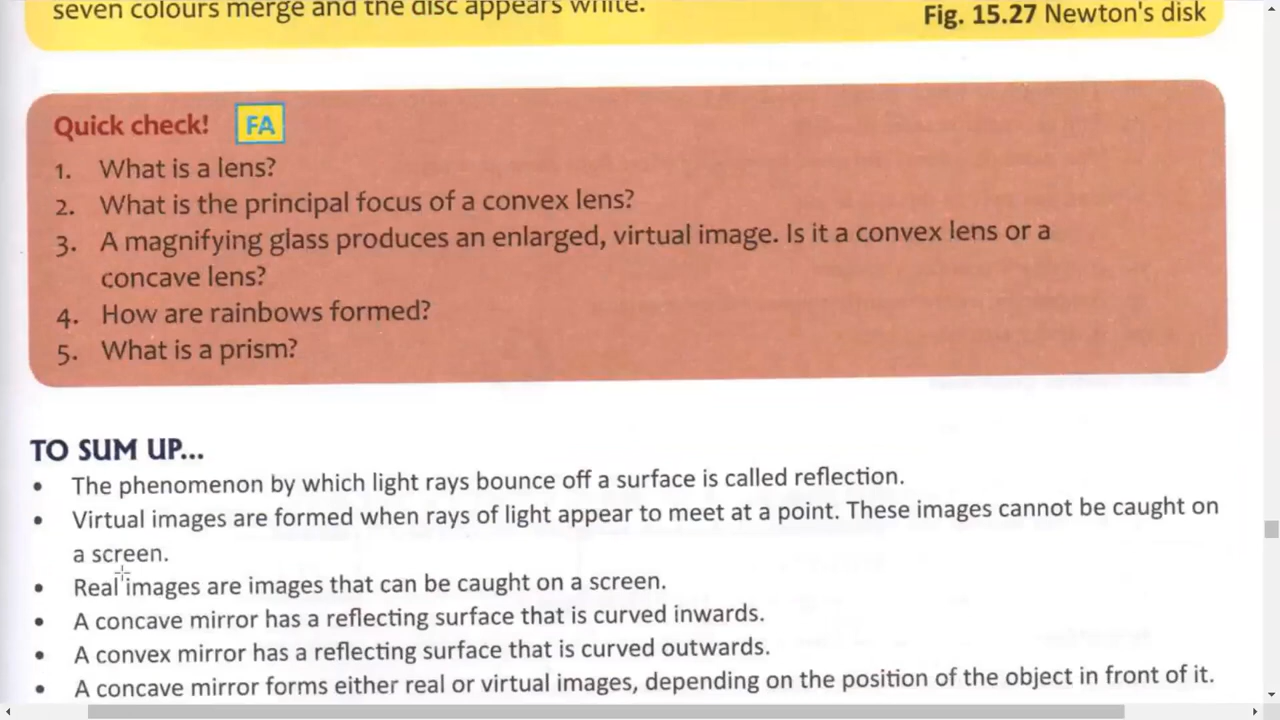 seven colours merge and the disc appears white.
Fig. 15.27 Newton's disk
Quick check! FA
1. What is a lens?
2. What is the principal focus of a convex lens?
3. A magnifying glass produces an enlarged, virtual image. Is it a convex lens or a
concave lens?
4. How are rainbows formed?
5. What is a prism?
TO SUM UP...
• The phenomenon by which light rays bounce off a surface is called reflection.
• Virtual images are formed when rays of light appear to meet at a point. These images cannot be caught on
a screen.
• Real images are images that can be caught on a screen.
• A concave mirror has a reflecting surface that is curved inwards.
• A convex mirror has a reflecting surface that is curved outwards.
• A concave mirror forms either real or virtual images, depending on the position of the object in front of it.